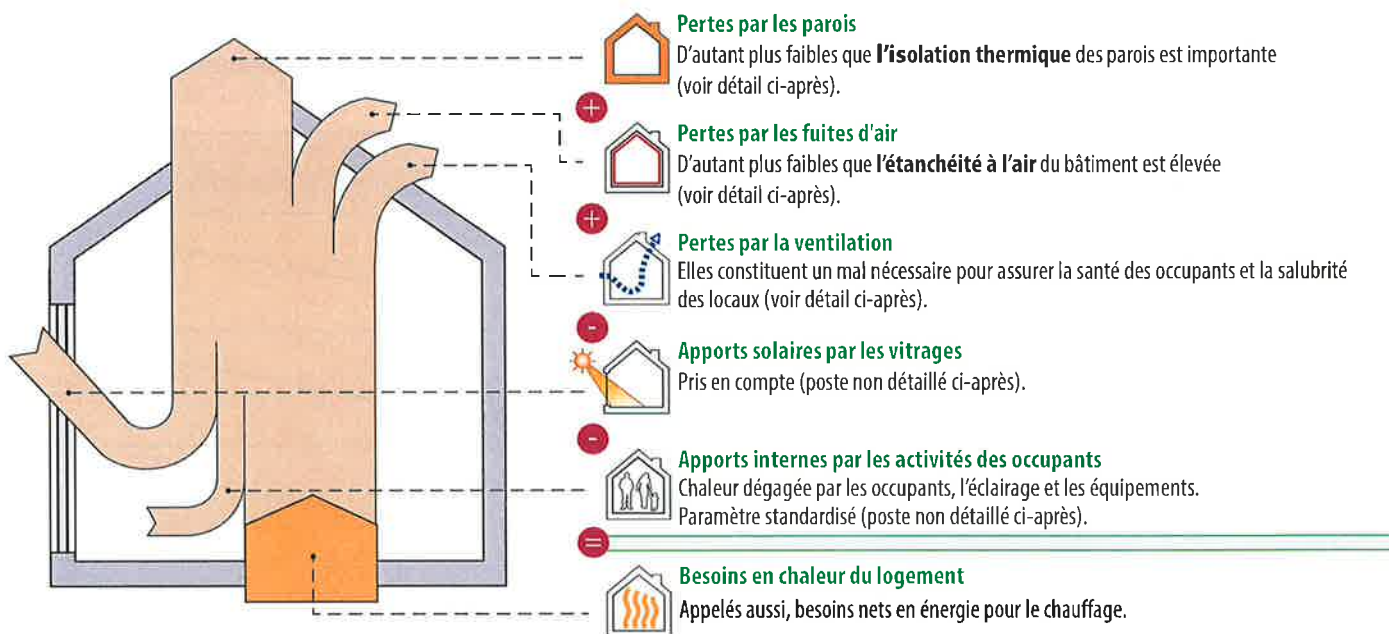 Pertes par les parois
D'autant plus faibles que l'isolation thermique des parois est importante
(voir détail ci-après).
+
Pertes par les fuites d'air
D'autant plus faibles que l'étanchéité à l'air du bâtiment est élevée
(voir détail ci-après).
+
Pertes par la ventilation
Elles constituent un mal nécessaire pour assurer la santé des occupants et la salubrité
des locaux (voir détail ci-après).
-
Apports solaires par les vitrages
Pris en compte (poste non détaillé ci-après).
-
Apports internes par les activités des occupants
Chaleur dégagée par les occupants, l'éclairage et les équipements.
Paramètre standardisé (poste non détaillé ci-après).
=
Besoins en chaleur du logement
Appelés aussi, besoins nets en énergie pour le chauffage.